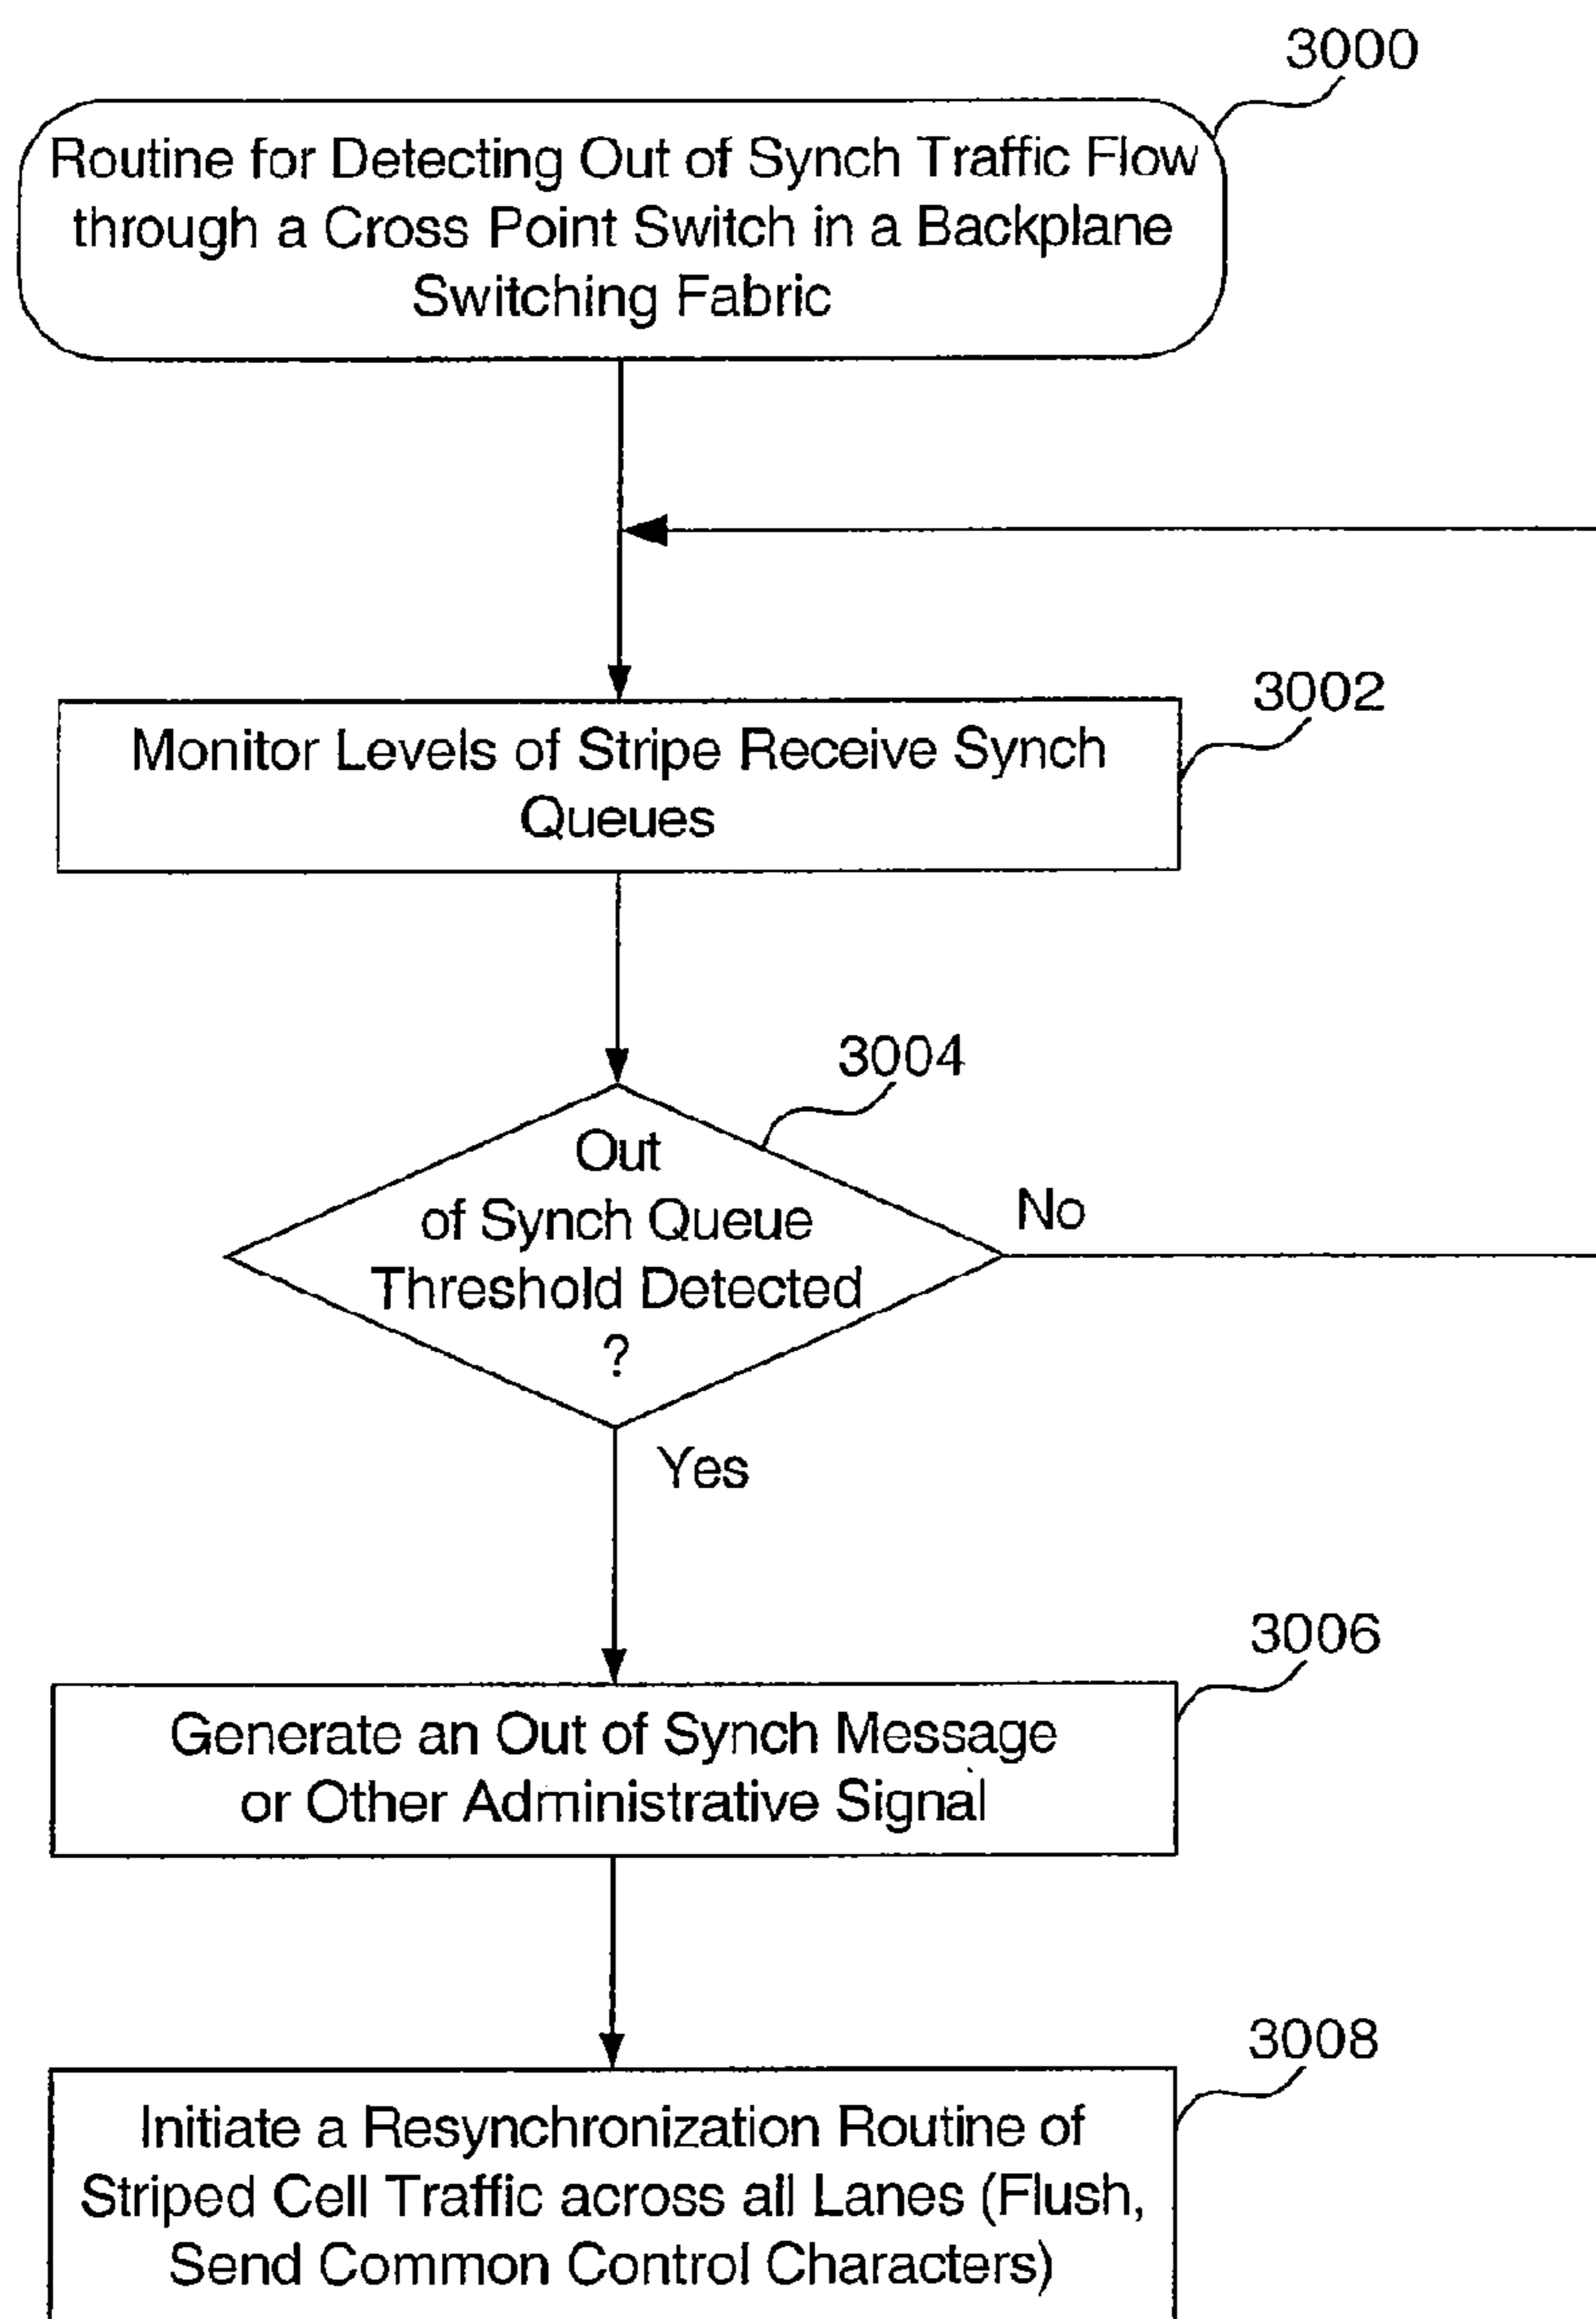 3000
Routine for Detecting Out of Synch Traffic Flow
through a Cross Point Switch in a Backplane
Switching Fabric
3002
Monitor Levels of Stripe Receive Synch
Queues
3004
Out
of Synch Queue
Threshold Detected
?
No
Yes
3006
Generate an Out of Synch Message
or Other Administrative Signal
3008
Initiate a Resynchronization Routine of
Striped Cell Traffic across all Lanes (Flush,
Send Common Control Characters)